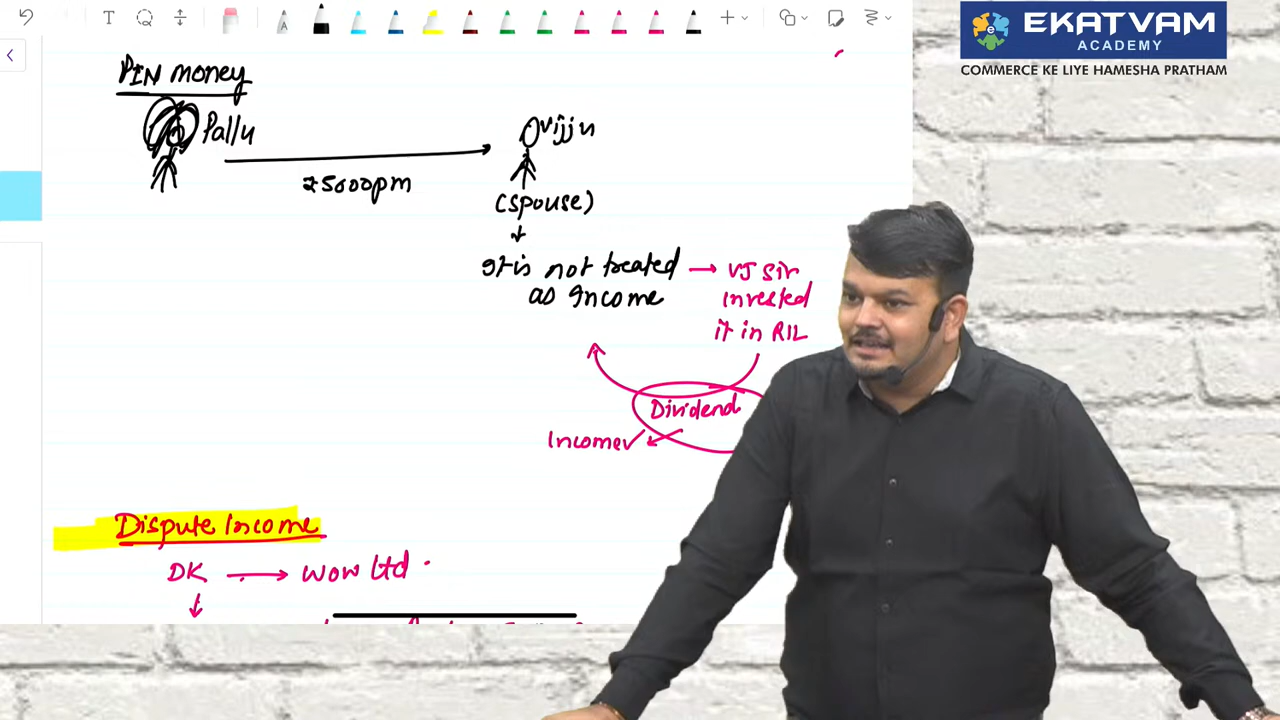 EKATVAM
ACADEMY
COMMERCE KE LIYE HAMESHA PRATHAM
PIN money
Pallu
Vijju
₹5000pm
(Spouse)
It is not treated
as Income
VJ Sir
invested
it in RIL
Dividend
Income
Dispute Income
DK → WOW Ltd